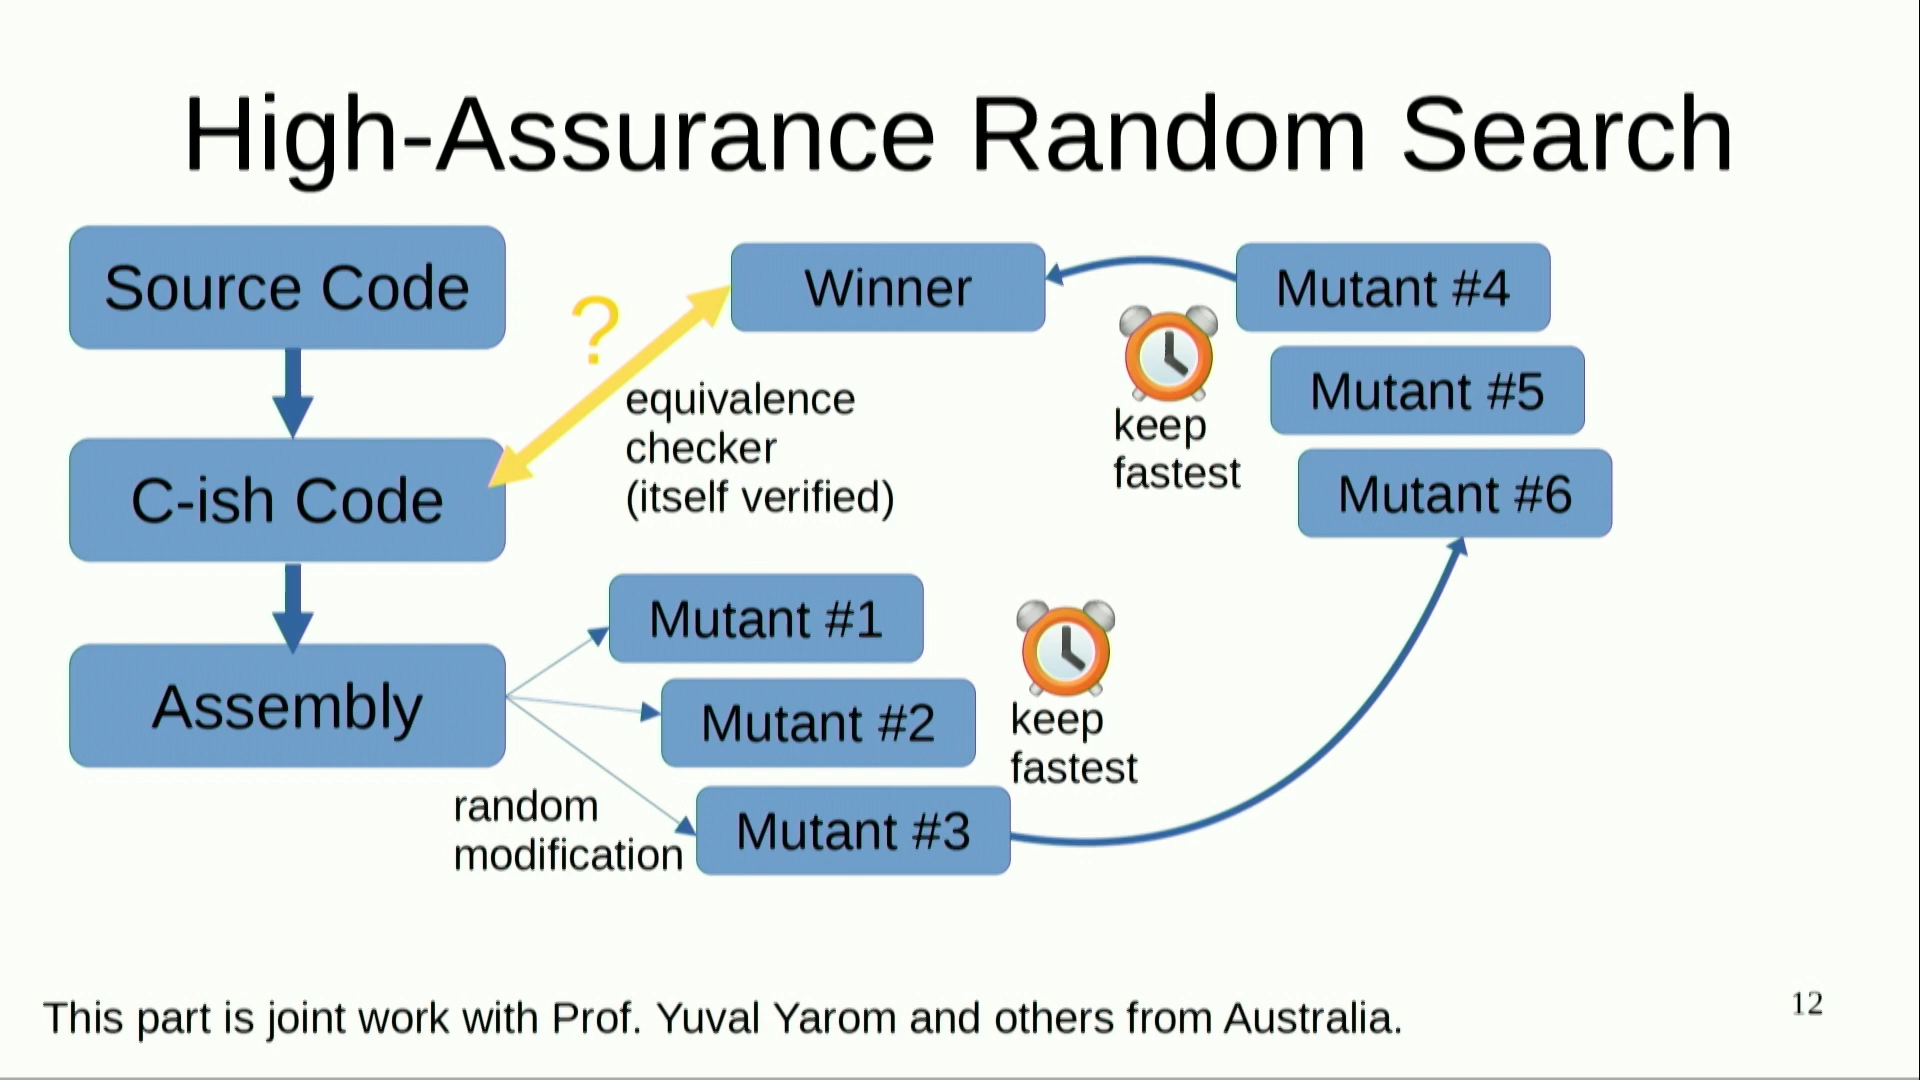 High-Assurance Random Search
Source Code
C-ish Code
Assembly
?
Winner
equivalence
checker
(itself verified)
Mutant #1
Mutant #2
Mutant #3
random
modification
keep
fastest
Mutant #4
Mutant #5
Mutant #6
keep
fastest
This part is joint work with Prof. Yuval Yarom and others from Australia.
12